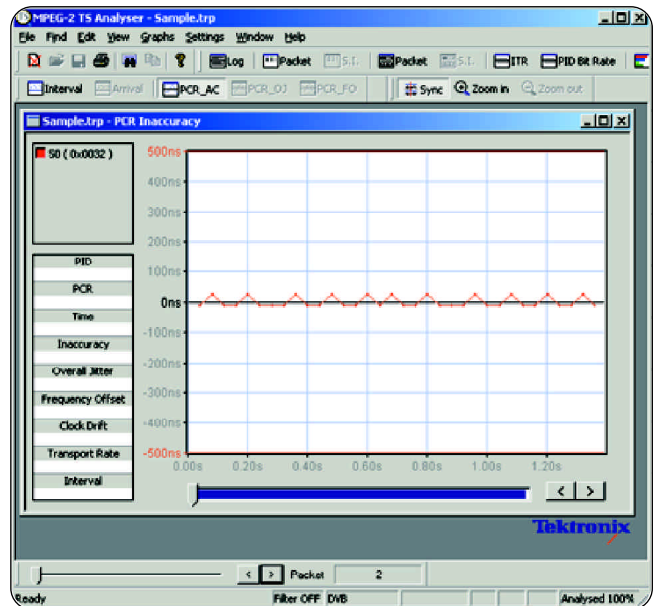 MPEG-2 TS Analyser - Sample.trp
File Find Edit View Graphs Settings Window Help
Log Packet S.I. Packet S.I. ITR PID Bit Rate
Interval Arrival PCR_AC PCR_OJ PCR_FO Sync Zoom in Zoom out
Sample.trp - PCR Inaccuracy
50 ( 0x0032 )
PID
PCR
Time
Inaccuracy
Overall Jitter
Frequency Offset
Clock Drift
Transport Rate
Interval
500ns
400ns
300ns
200ns
100ns
0ns
-100ns
-200ns
-300ns
-400ns
-500ns
0.00s 0.20s 0.40s 0.60s 0.80s 1.00s 1.20s
< >
Tektronix
< > Packet 2
Ready Filter OFF DVB Analysed 100%